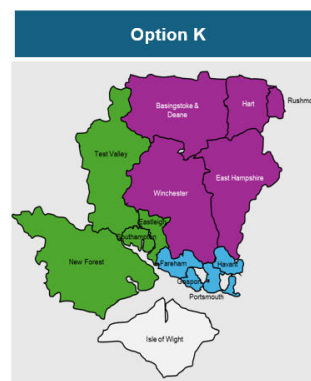 Option K
Basingstoke &
Deane
Hart
Rushmo
Test Valley
East Hampshire
Winchester
Eastleigh
Southampton
New Forest
Fareham
Havant
Gosport
Portsmouth
Isle of Wight